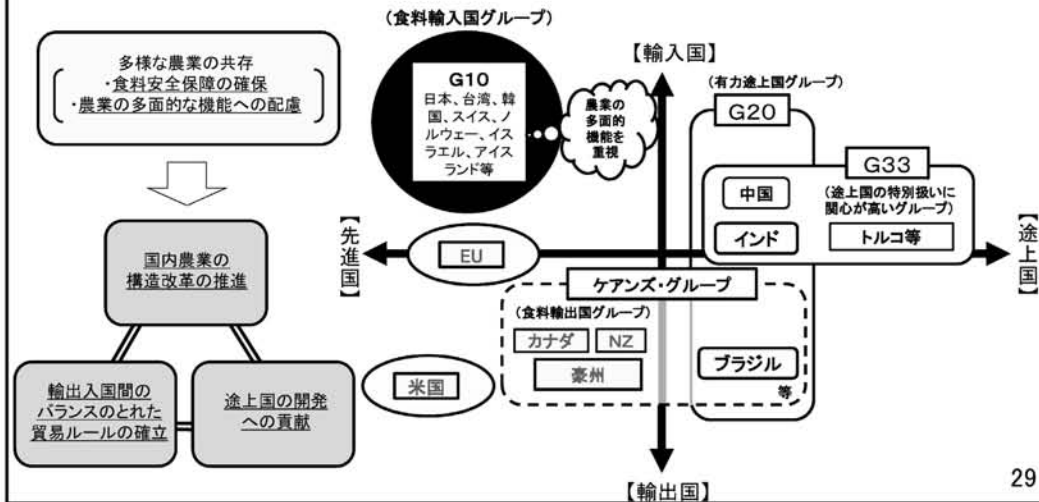 多様な農業の共存
・食料安全保障の確保
・農業の多面的な機能への配慮
国内農業の
構造改革の推進
輸出入国間の
バランスのとれた
貿易ルールの確立
途上国の開発
への貢献
(食料輸入国グループ)
G10
日本、台湾、韓
国、スイス、ノ
ルウェー、イス
ラエル、アイス
ランド等
農業の
多面的
機能を
重視
【輸入国】
(有力途上国グループ)
G20
G33
中国
(途上国の特別扱いに
関心が高いグループ)
インド
トルコ等
【先進国】
【途上国】
EU
ケアンズ・グループ
(食料輸出国グループ)
カナダ
NZ
豪州
ブラジル
等
米国
【輸出国】
29